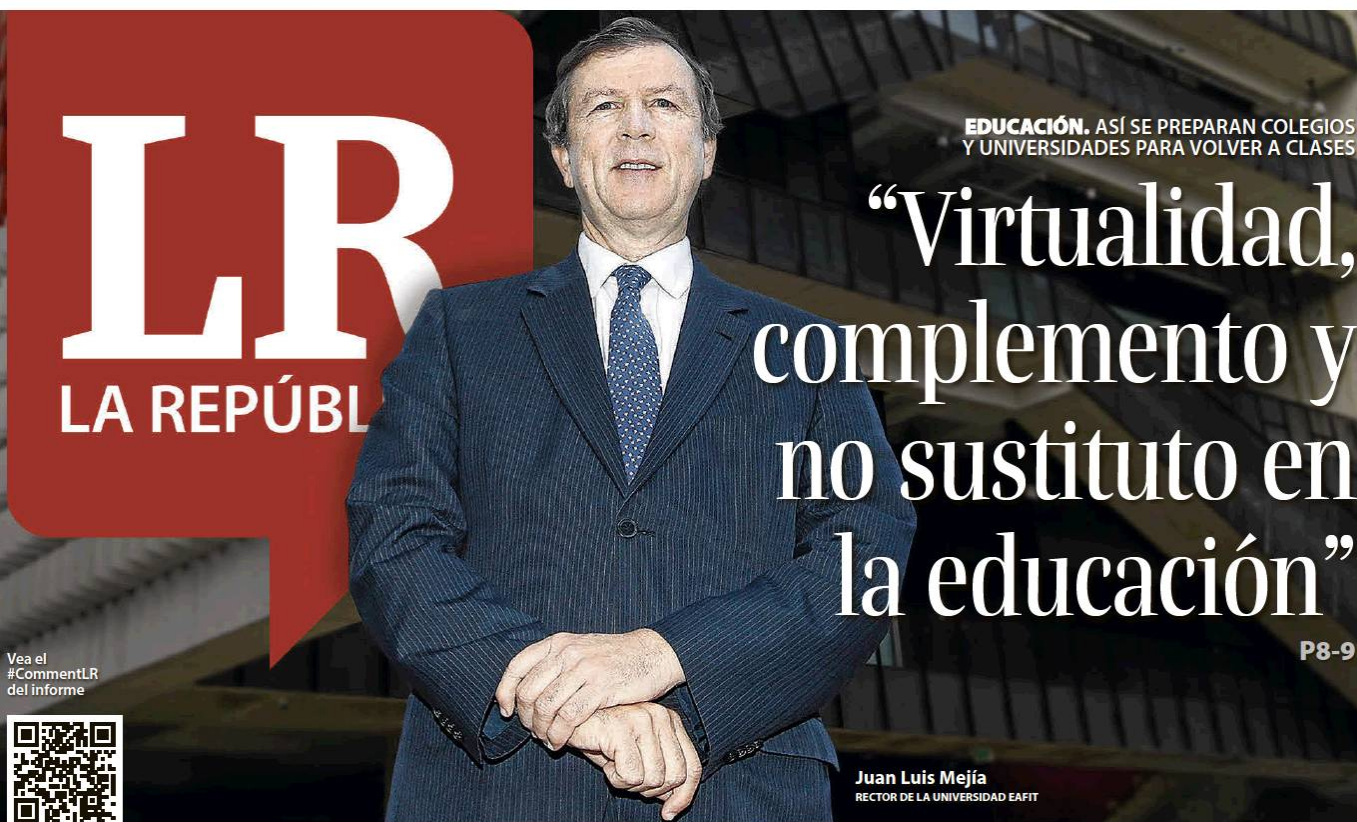 LR
LA REPÚBL
EDUCACIÓN. ASÍ SE PREPARAN COLEGIOS
Y UNIVERSIDADES PARA VOLVER A CLASES
“Virtualidad,
complemento y
no sustituto en
la educación”
P8-9
Vea el
#CommentLR
del informe
Juan Luis Mejía
RECTOR DE LA UNIVERSIDAD EAFIT